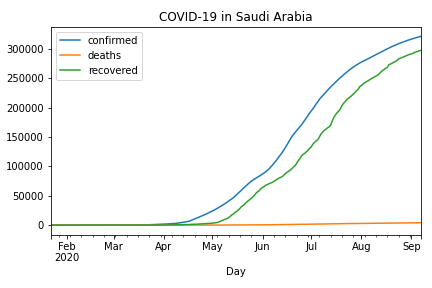 COVID-19 in Saudi Arabia
confirmed
deaths
recovered
300000
250000
200000
150000
100000
50000
0
Feb Mar Apr May Jun Jul Aug Sep
2020
Day